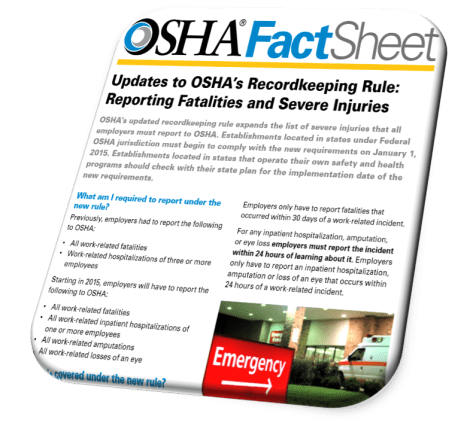 OSHA® FactSheet
Updates to OSHA's Recordkeeping Rule:
Reporting Fatalities and Severe Injuries
OSHA's updated recordkeeping rule expands the list of severe injuries that all
employers must report to OSHA. Establishments located in states under Federal
OSHA jurisdiction must begin to comply with the new requirements on January 1,
2015. Establishments located in states that operate their own safety and health
programs should check with their state plan for the implementation date of the
new requirements.
What am I required to report under the
new rule?
Previously, employers had to report the following
to OSHA:
• All work-related fatalities
• Work-related hospitalizations of three or more
employees
Starting in 2015, employers will have to report the
following to OSHA:
• All work-related fatalities
• All work-related inpatient hospitalizations of
one or more employees
• All work-related amputations
All work-related losses of an eye
covered under the new rule?
Employers only have to report fatalities that
occurred within 30 days of a work-related incident.
For any inpatient hospitalization, amputation,
or eye loss employers must report the incident
within 24 hours of learning about it. Employers
only have to report an inpatient hospitalization,
amputation or loss of an eye that occurs within
24 hours of a work-related incident.
Emergency